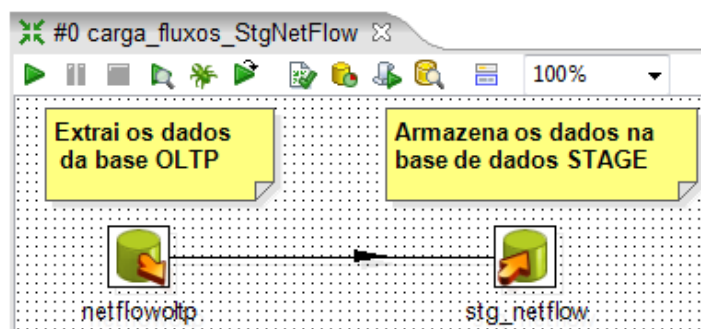 #0 carga_fluxos_StgNetFlow
100%
Extrai os dados
da base OLTP
Armazena os dados na
base de dados STAGE
netflowoltp
stg_netflow